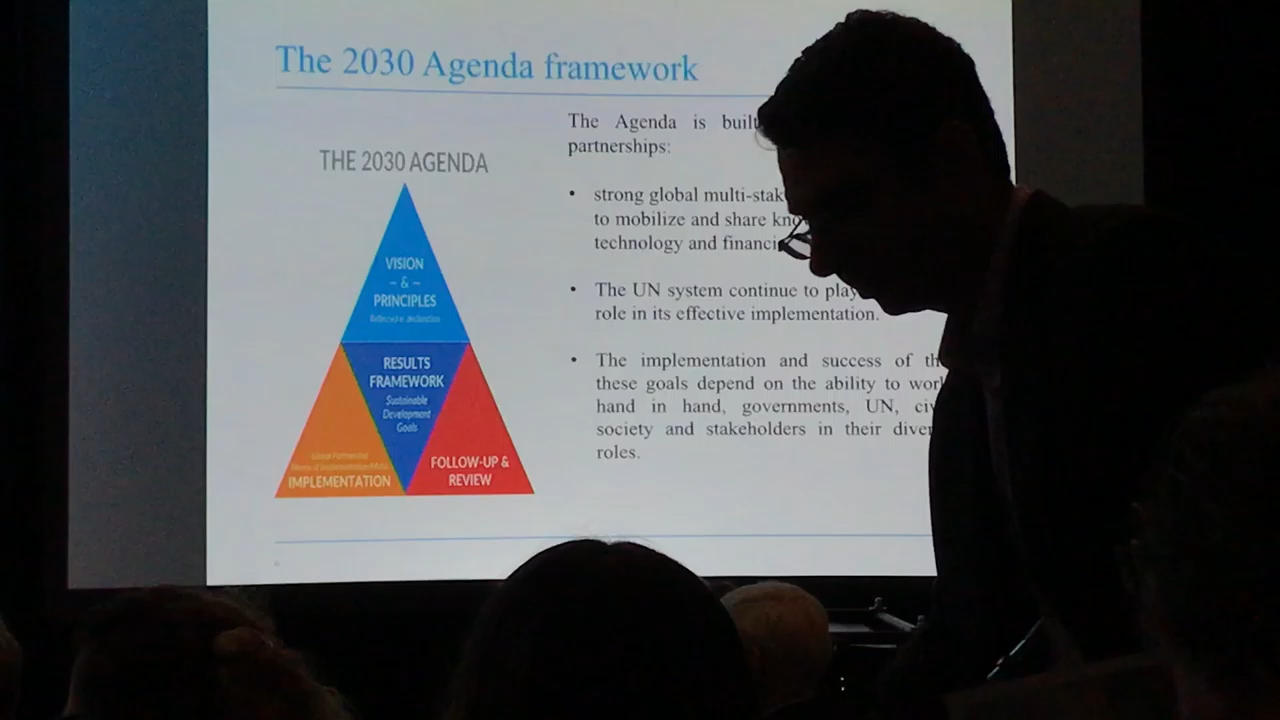 The 2030 Agenda framework
The Agenda is built
partnerships:
THE 2030 AGENDA
• strong global multi-stak
to mobilize and share kno
technology and financi
• The UN system continue to play
role in its effective implementation.
• The implementation and success of th
these goals depend on the ability to work
hand in hand, governments, UN, civ
society and stakeholders in their diver
roles.
VISION
- & -
PRINCIPLES
RESULTS
FRAMEWORK
Sustainable
Development
Goals
IMPLEMENTATION
FOLLOW-UP &
REVIEW